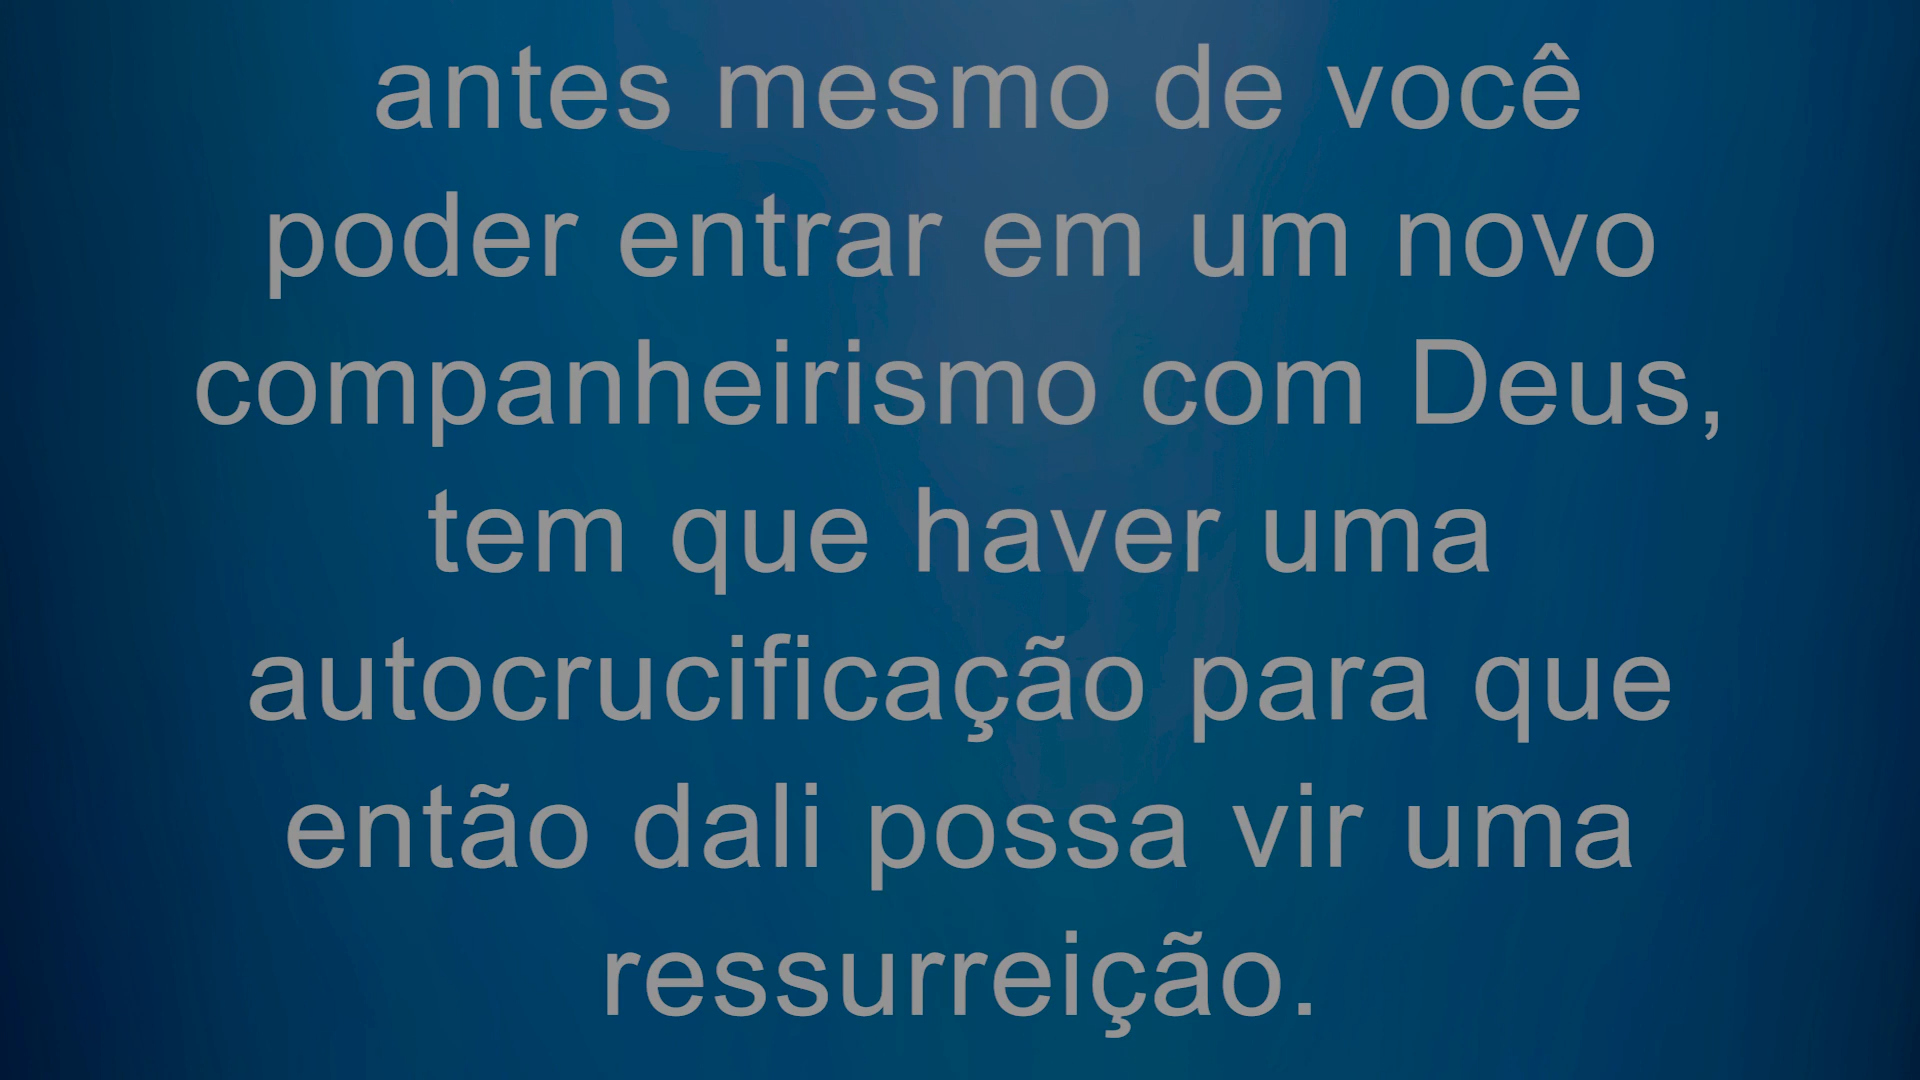 antes mesmo de você
poder entrar em um novo
companheirismo com Deus,
tem que haver uma
autocrucificação para que
então dali possa vir uma
ressurreição.